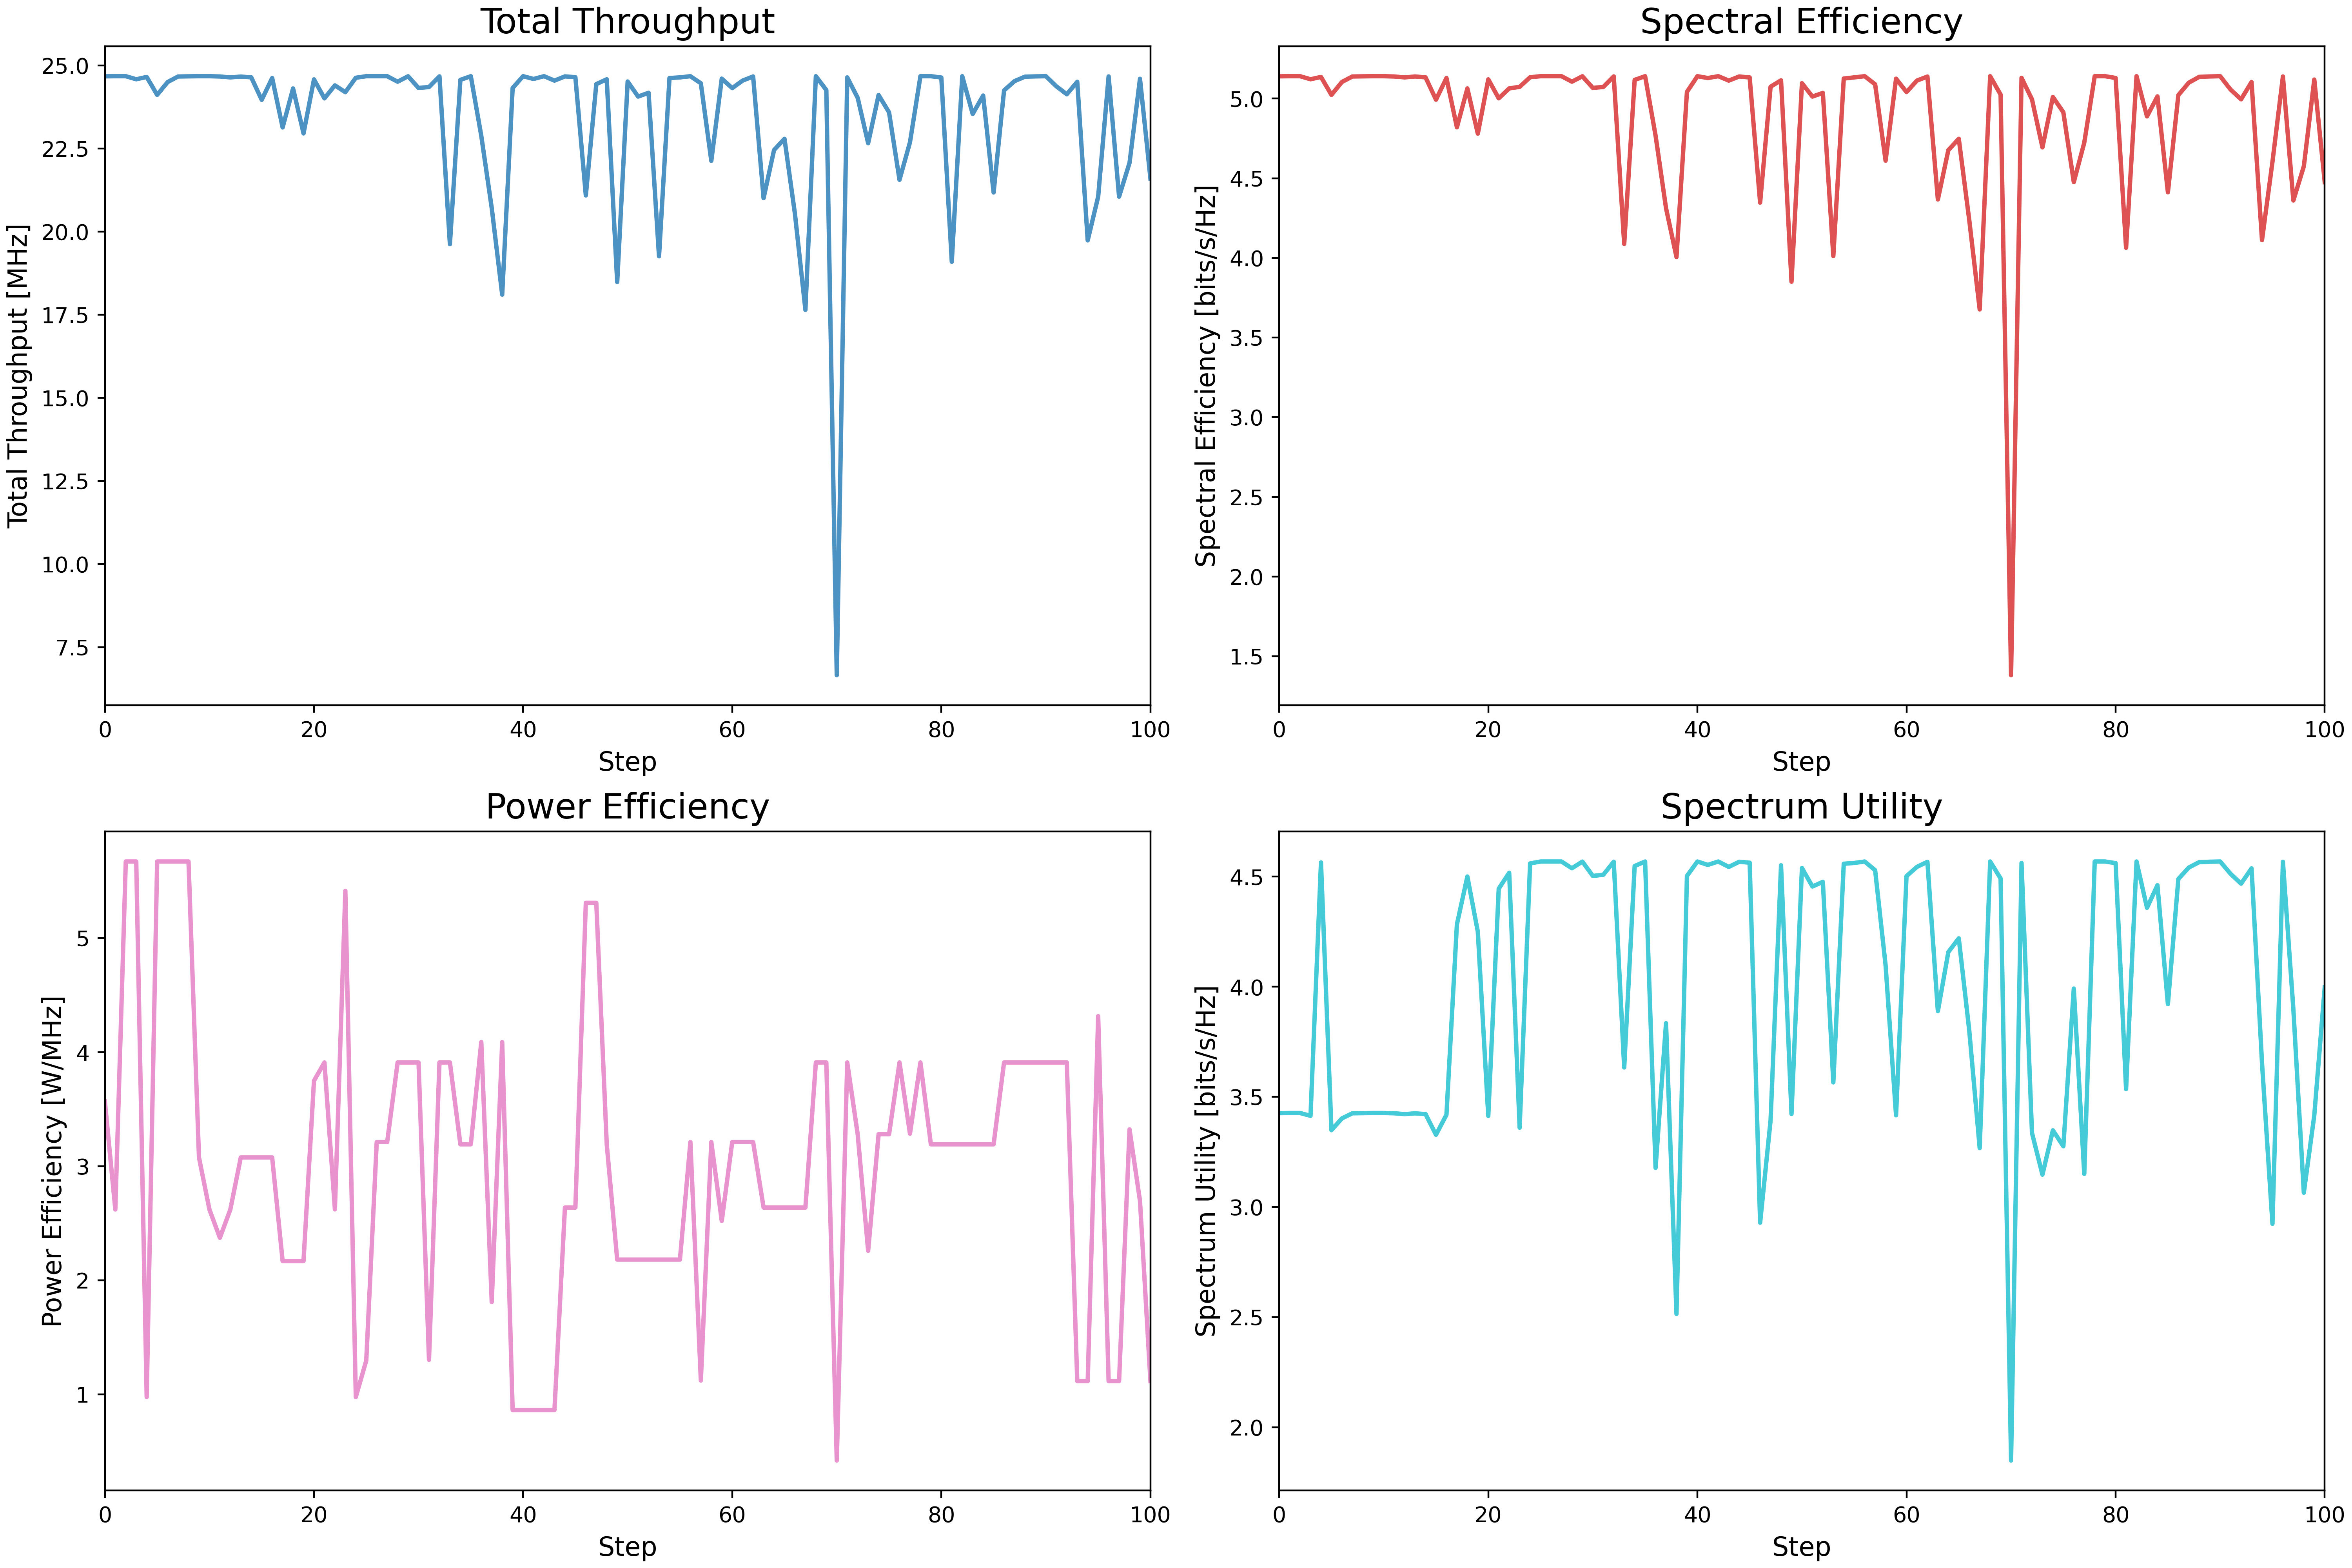 Total Throughput
Total Throughput [MHz]
25.0
22.5
20.0
17.5
15.0
12.5
10.0
7.5
0 20 40 60 80 100
Step
Spectral Efficiency
Spectral Efficiency [bits/s/Hz]
5.0
4.5
4.0
3.5
3.0
2.5
2.0
1.5
0 20 40 60 80 100
Step
Power Efficiency
Power Efficiency [W/MHz]
5
4
3
2
1
0 20 40 60 80 100
Step
Spectrum Utility
Spectrum Utility [bits/s/Hz]
4.5
4.0
3.5
3.0
2.5
2.0
0 20 40 60 80 100
Step